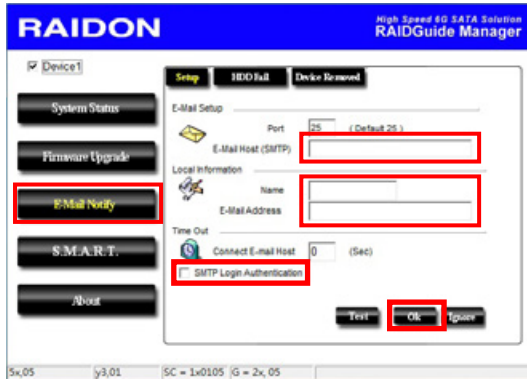 RAIDON
High Speed 6G SATA Solution
RAIDGuide Manager
Device1
System Status
Firmware Upgrade
E-Mail Notify
S.M.A.R.T.
About
Setup HDD Fail Device Removed
E-Mail Setup
Port 25 ( Default 25 )
E-Mail Host (SMTP)
Local Information
Name
E-Mail Address
Time Out
Connect E-mail Host 0 (Sec)
SMTP Login Authentication
Test Ok Ignore
5x,05 y3,01 SC = 1x0105 G = 2x, 05